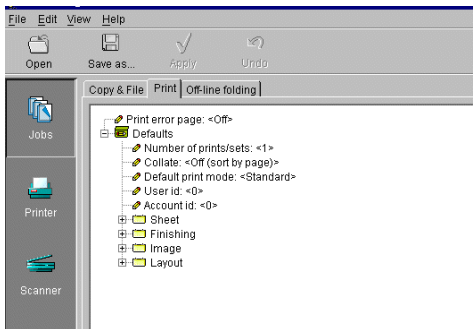 File Edit View Help
Open Save as... Apply Undo
Copy & File Print Off-line folding
Jobs
Printer
Scanner
Print error page: <Off>
Defaults
Number of prints/sets: <1>
Collate: <Off (sort by page)>
Default print mode: <Standard>
User id: <0>
Account id: <0>
Sheet
Finishing
Image
Layout